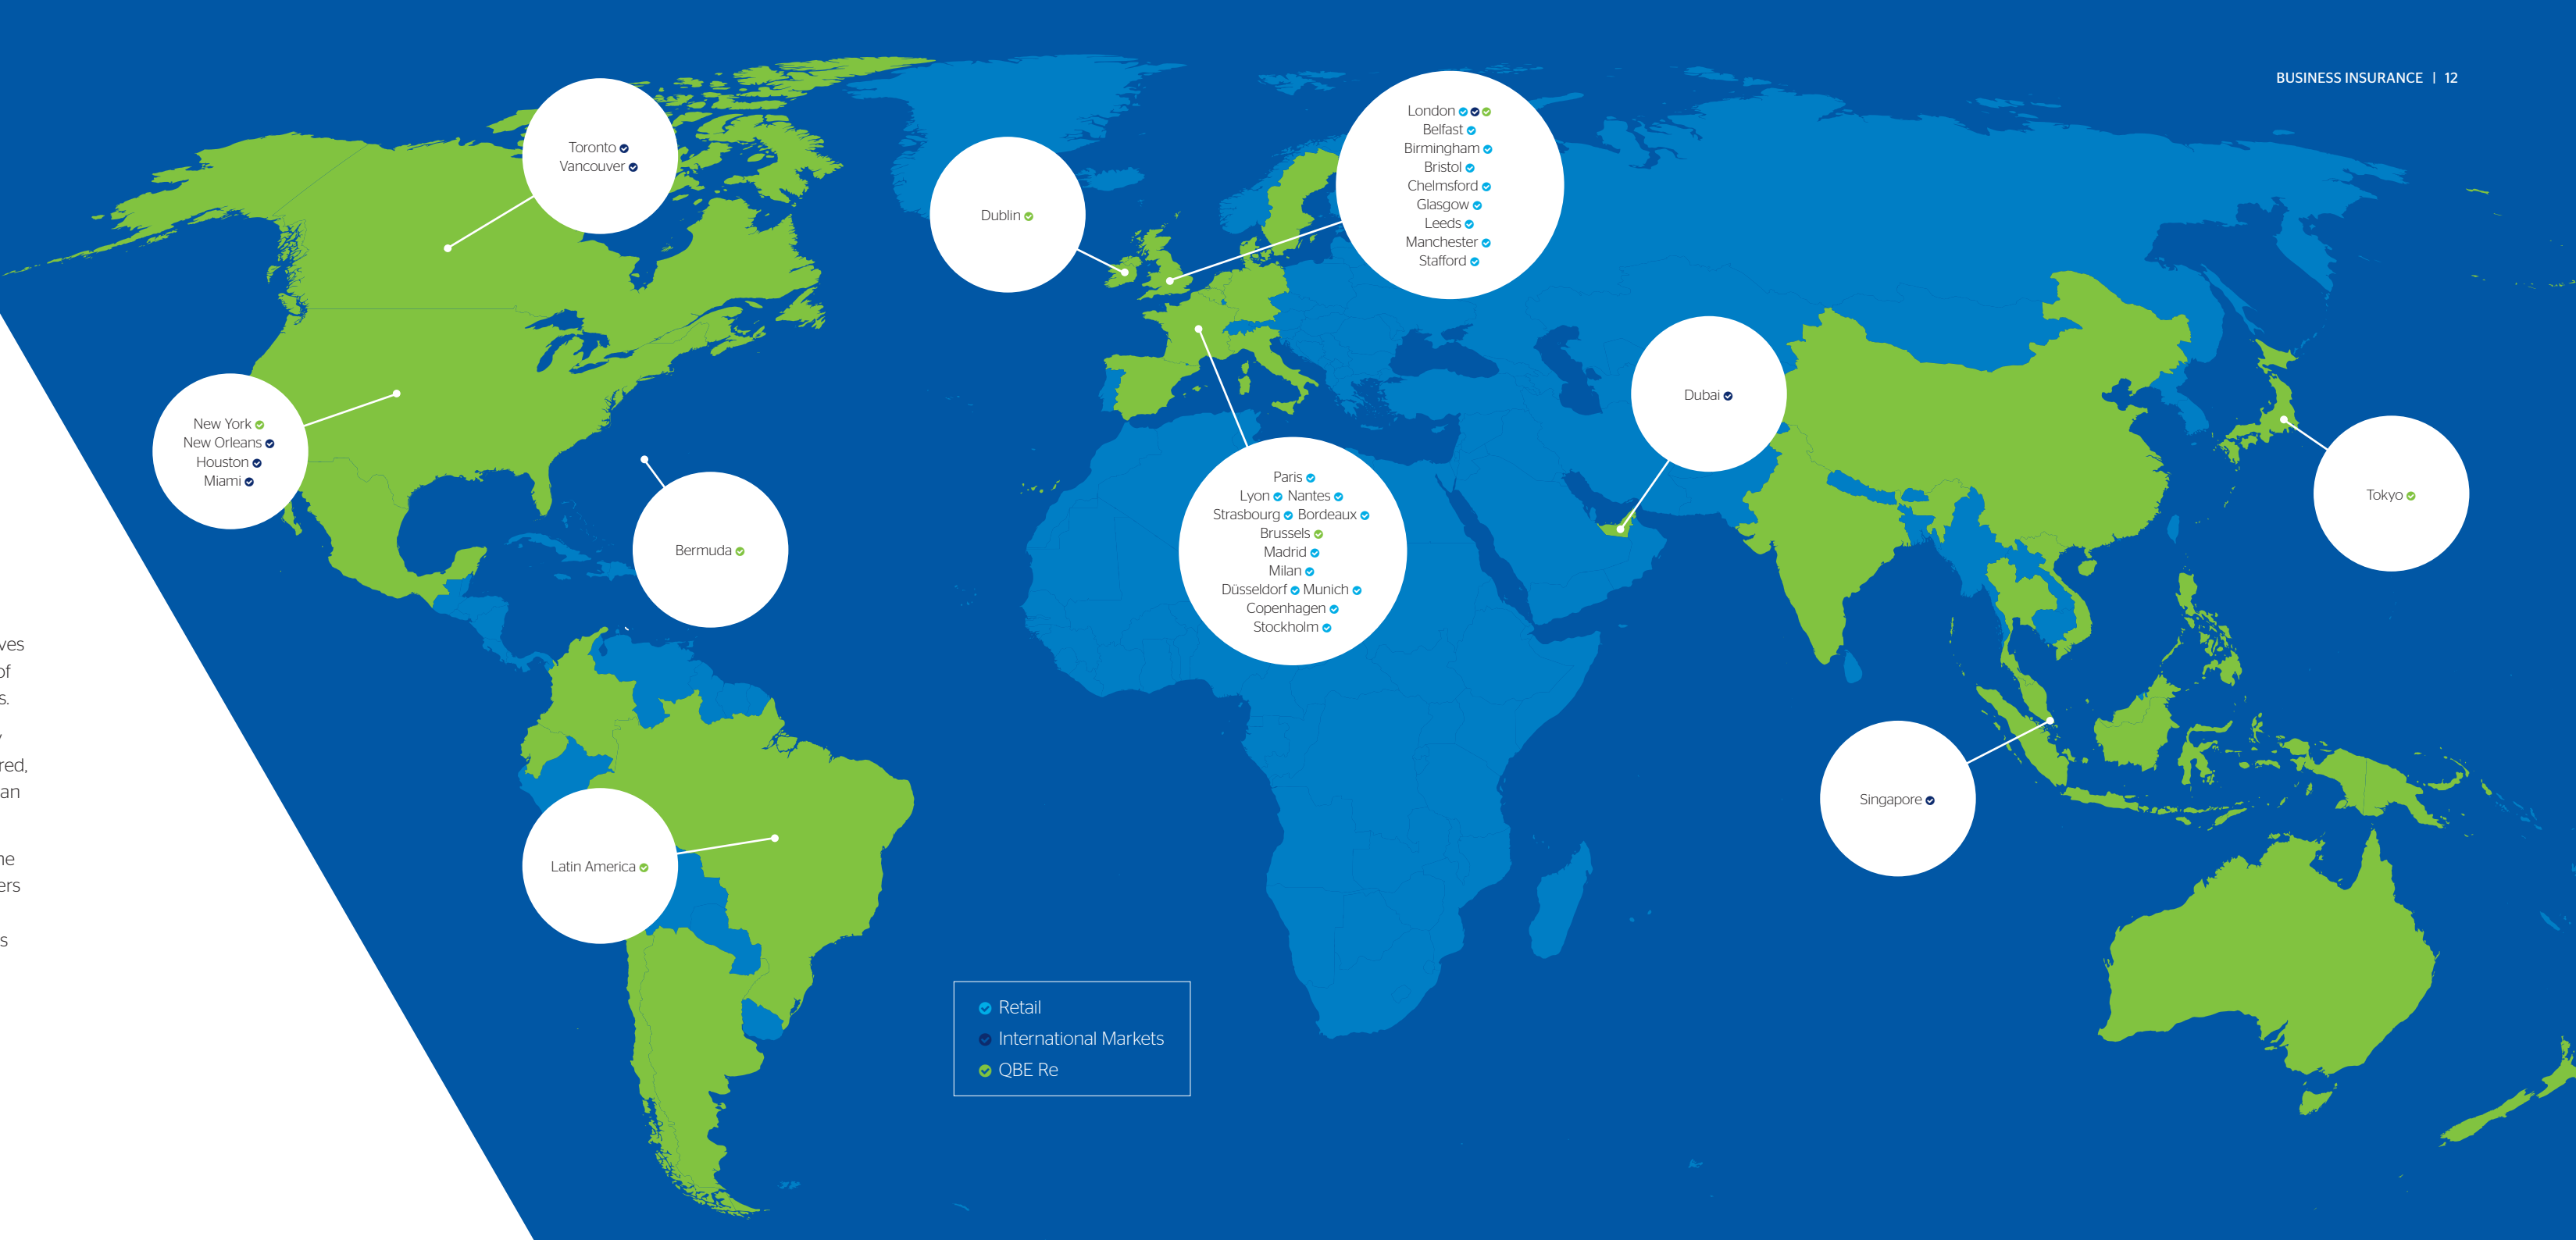 BUSINESS INSURANCE | 12
Toronto
Vancouver
Dublin
London
Belfast
Birmingham
Bristol
Chelmsford
Glasgow
Leeds
Manchester
Stafford
New York
New Orleans
Houston
Miami
Bermuda
Paris
Lyon Nantes
Strasbourg Bordeaux
Brussels
Madrid
Milan
Düsseldorf Munich
Copenhagen
Stockholm
Dubai
Tokyo
Singapore
Latin America
Retail
International Markets
QBE Re
ves
of
s.
red,
an
ers
s